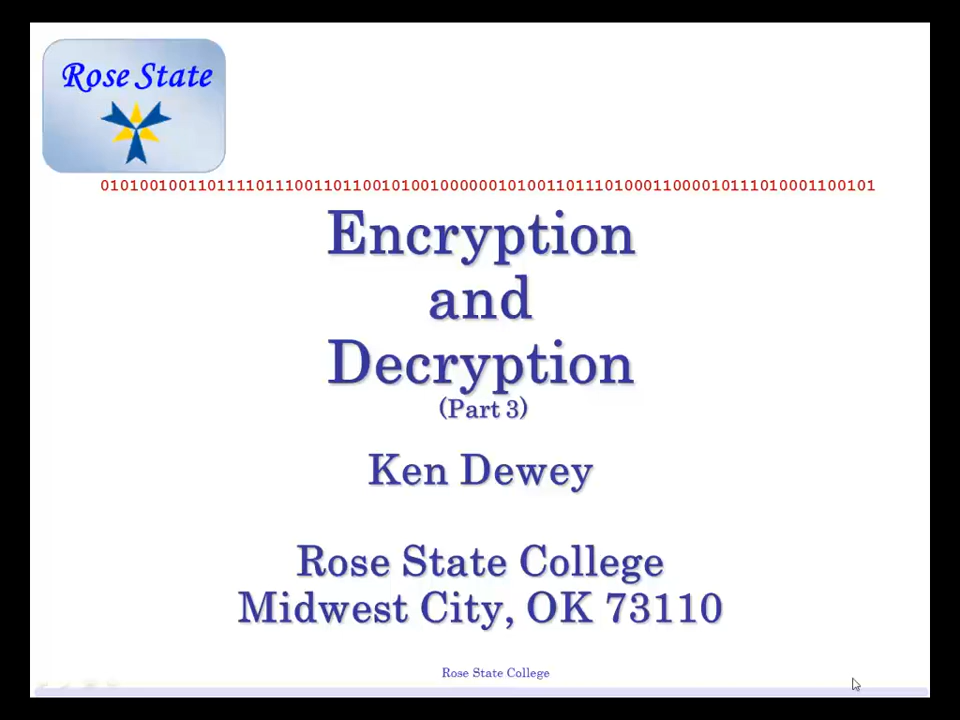 Rose State
01010010011011110111001101100101001000000101001101110100011000010111010001100101
Encryption
and
Decryption
(Part 3)
Ken Dewey
Rose State College
Midwest City, OK 73110
Rose State College